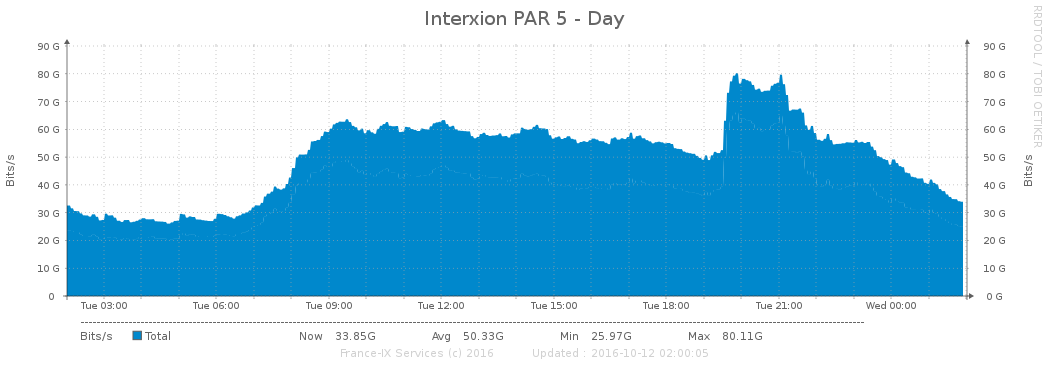 Interxion PAR 5 - Day
RRDTOOL / TOBI OETIKER
Bits/s
90 G
80 G
70 G
60 G
50 G
40 G
30 G
20 G
10 G
0
90 G
80 G
70 G
60 G
50 G
40 G
30 G
20 G
10 G
0 G
Bits/s
Tue 03:00 Tue 06:00 Tue 09:00 Tue 12:00 Tue 15:00 Tue 18:00 Tue 21:00 Wed 00:00
Bits/s Total Now 33.85G Avg 50.33G Min 25.97G Max 80.11G
France-IX Services (c) 2016 Updated : 2016-10-12 02:00:05